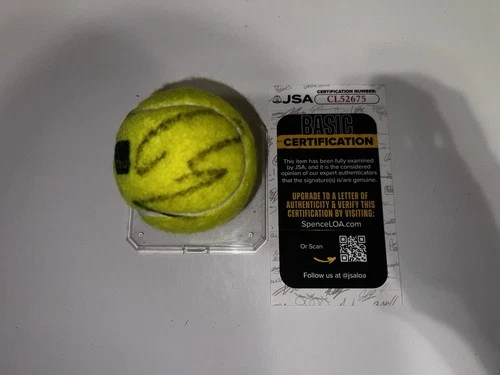 JSA CERTIFICATION NUMBER
CL52675
BASIC
CERTIFICATION
This item has been fully examined
by JSA, and it is the considered
opinion of our expert authenticators
that the signature(s) is/are genuine.
UPGRADE TO A LETTER OF
AUTHENTICITY & VERIFY THIS
CERTIFICATION BY VISITING:
SpenceLOA.com
Or Scan
Follow us at @jsaloa